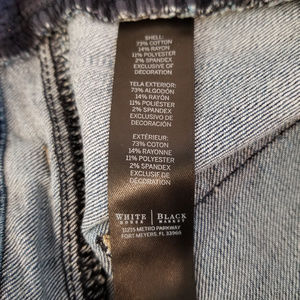 SHELL:
73% COTTON
14% RAYON
11% POLYESTER
2% SPANDEX
EXCLUSIVE OF
DECORATION
TELA EXTERIOR:
73% ALGODÓN
14% RAYÓN
11% POLIÉSTER
2% SPANDEX
EXCLUSIVO DE
DECORACIÓN
EXTÉRIEUR:
73% COTON
14% RAYONNE
11% POLYESTER
2% SPANDEX
EXCLUSIF DE
DÉCORATION
WHITE HOUSE | BLACK MARKET
11215 METRO PARKWAY
FORT MEYERS, FL 33966